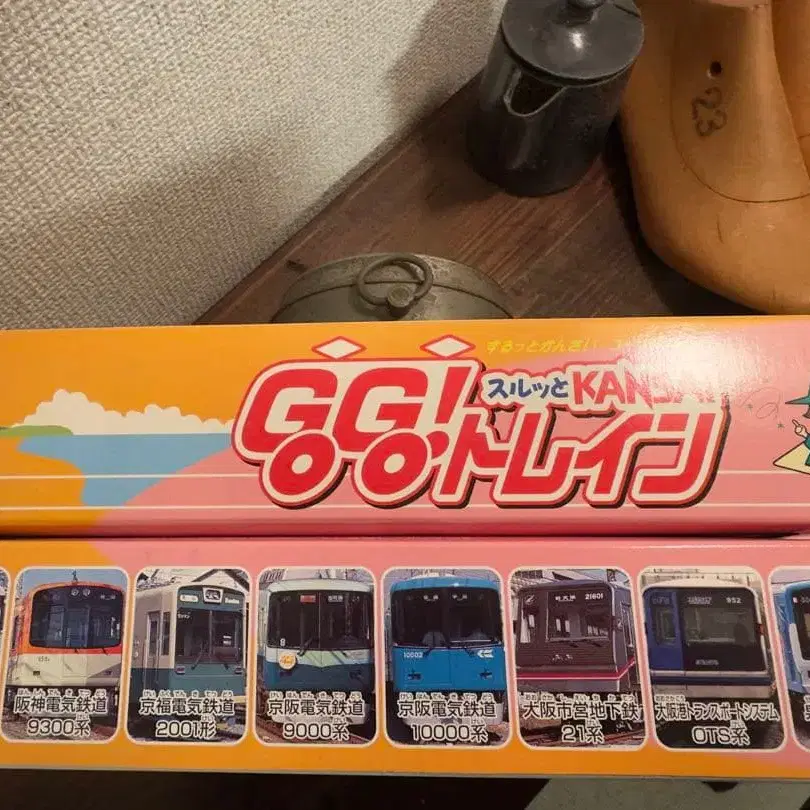 23
するっとかんさい
GOGO!
スルッとKANSAI
トレイン
阪神電気鉄道
9300系
京福電気鉄道
2001形
京阪電気鉄道
9000系
京阪電気鉄道
10000系
大阪市営地下鉄
21系
大阪港トランスポートシステム
OTS系
10002
21601
952